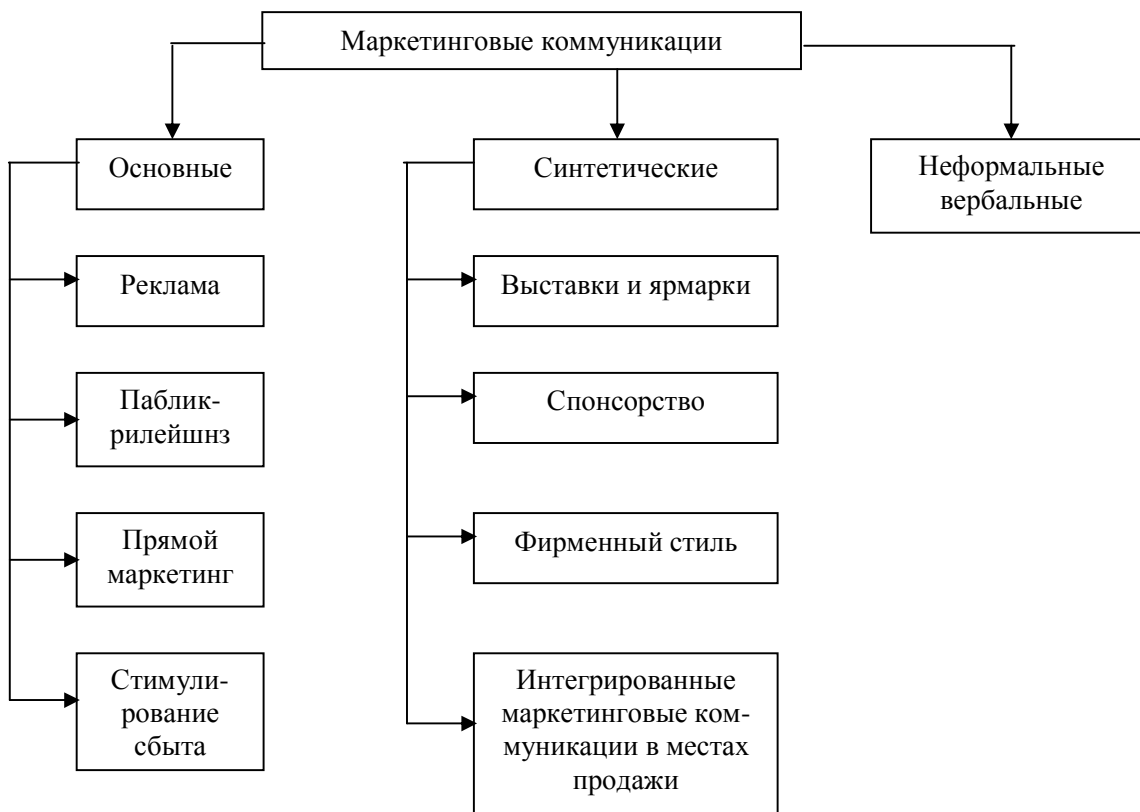 Маркетинговые коммуникации
Основные
Синтетические
Неформальные
вербальные
Реклама
Выставки и ярмарки
Паблик-
рилейшнз
Спонсорство
Прямой
маркетинг
Фирменный стиль
Стимули-
рование
сбыта
Интегрированные
маркетинговые ком-
муникации в местах
продажи